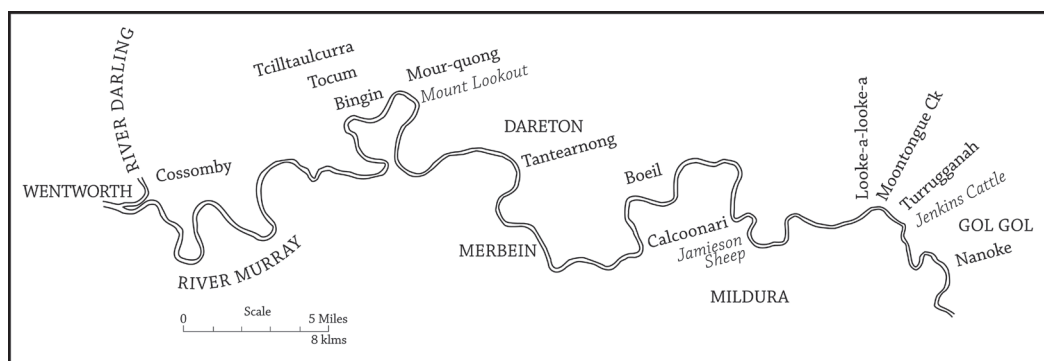 RIVER DARLING
Tcilltaulcurra
Tocum
Bingin
Mour-quong
Mount Lookout
DARETON
Tantearnong
Cossomby
WENTWORTH
RIVER MURRAY
MERBEIN
Boeil
Calcoonari
Jamieson
Sheep
MILDURA
Looke-a-looke-a
Moontongue Ck
Turrugganah
Jenkins Cattle
GOL GOL
Nanoke
Scale
0 5 Miles
8 klms